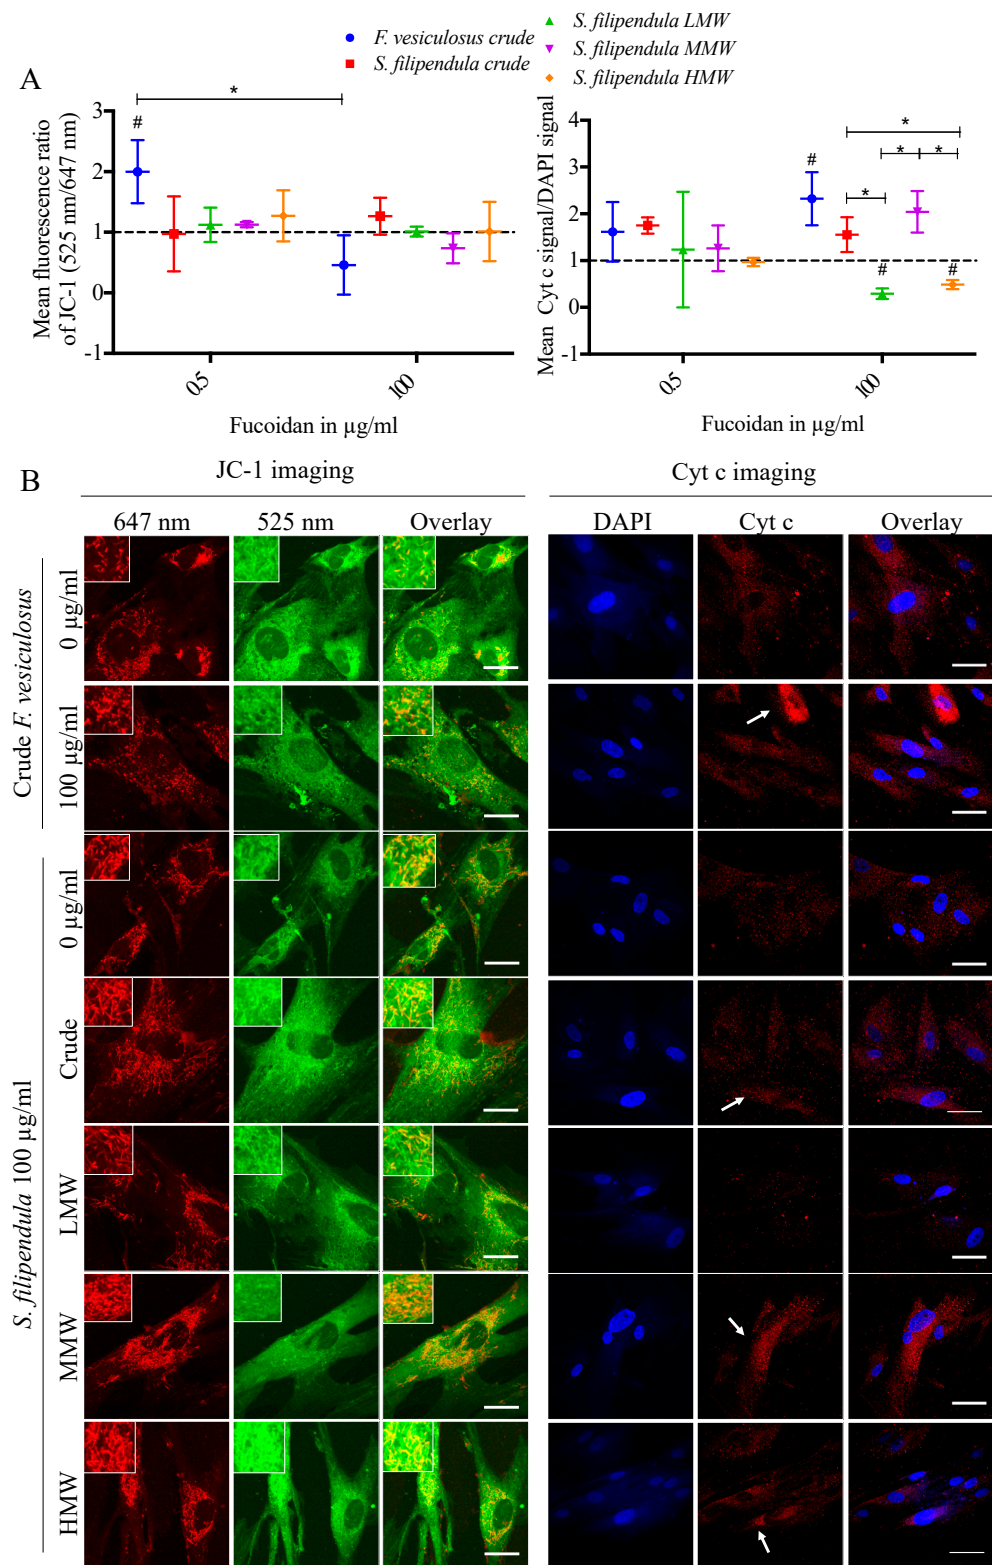 F. vesiculosus crude
S. filipendula crude
S. filipendula LMW
S. filipendula MMW
S. filipendula HMW
A
Mean fluorescence ratio
of JC-1 (525 nm/647 nm)
3
2
1
0
-1
#
*
0.5
100
Fucoidan in µg/ml
Mean Cyt c signal/DAPI signal
4
3
2
1
0
-1
#
*
*
*
*
#
#
0.5
100
Fucoidan in µg/ml
B
JC-1 imaging
Cyt c imaging
647 nm
525 nm
Overlay
DAPI
Cyt c
Overlay
Crude F. vesiculosus
0 µg/ml
100 µg/ml
S. filipendula 100 µg/ml
0 µg/ml
Crude
LMW
MMW
HMW